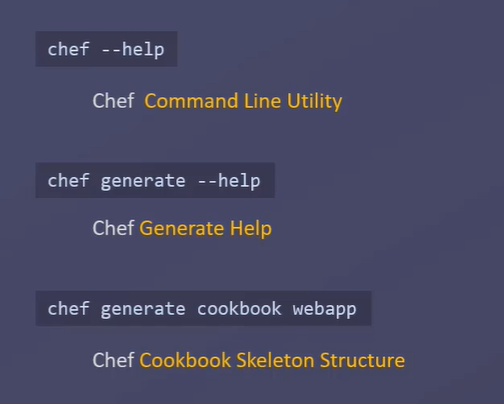 chef --help
Chef Command Line Utility
chef generate --help
Chef Generate Help
chef generate cookbook webapp
Chef Cookbook Skeleton Structure